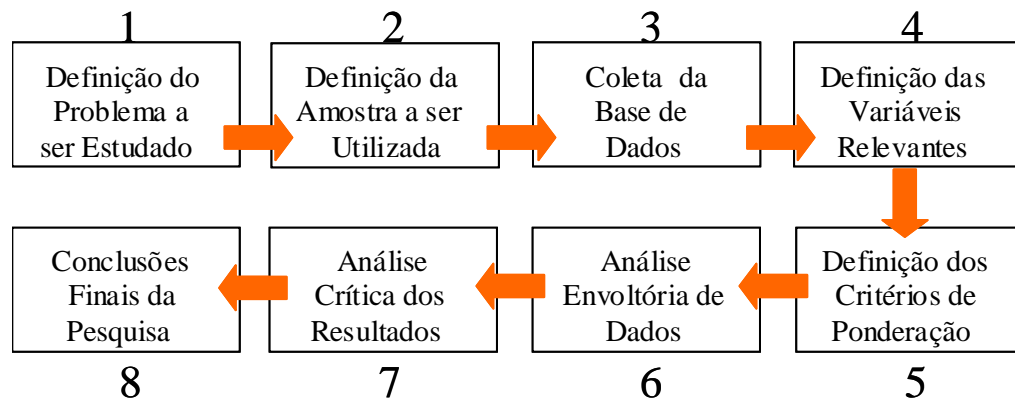 1
Definição do
Problema a
ser Estudado
2
Definição da
Amostra a ser
Utilizada
3
Coleta da
Base de
Dados
4
Definição das
Variáveis
Relevantes
Definição dos
Critérios de
Ponderação
5
Análise
Envoltória de
Dados
6
Análise
Crítica dos
Resultados
7
Conclusões
Finais da
Pesquisa
8